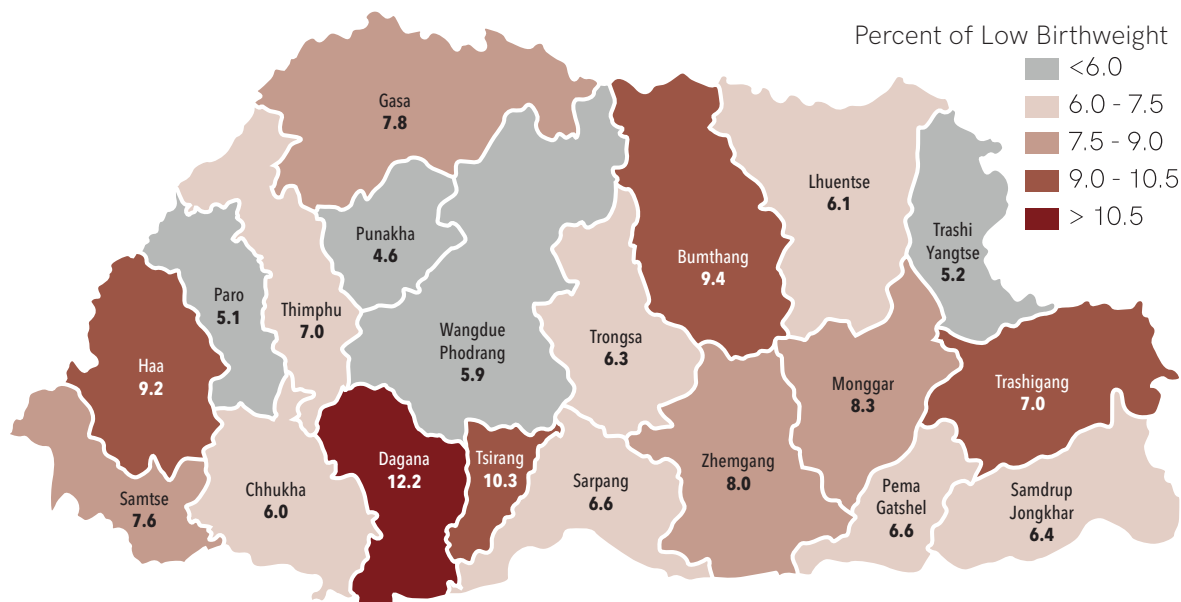 Percent of Low Birthweight
<6.0
6.0 - 7.5
7.5 - 9.0
9.0 - 10.5
> 10.5
Gasa
7.8
Punakha
4.6
Lhuentse
6.1
Trashi
Yangtse
5.2
Bumthang
9.4
Paro
5.1
Thimphu
7.0
Wangdue
Phodrang
5.9
Trongsa
6.3
Haa
9.2
Monggar
8.3
Trashigang
7.0
Dagana
12.2
Tsirang
10.3
Zhemgang
8.0
Sarpang
6.6
Samtse
7.6
Chhukha
6.0
Pema
Gatshel
6.6
Samdrup
Jongkhar
6.4